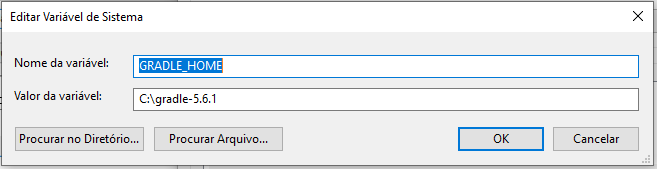 Editar Variável de Sistema
Nome da variável: GRADLE_HOME
Valor da variável: C:\gradle-5.6.1
Procurar no Diretório... Procurar Arquivo... OK Cancelar